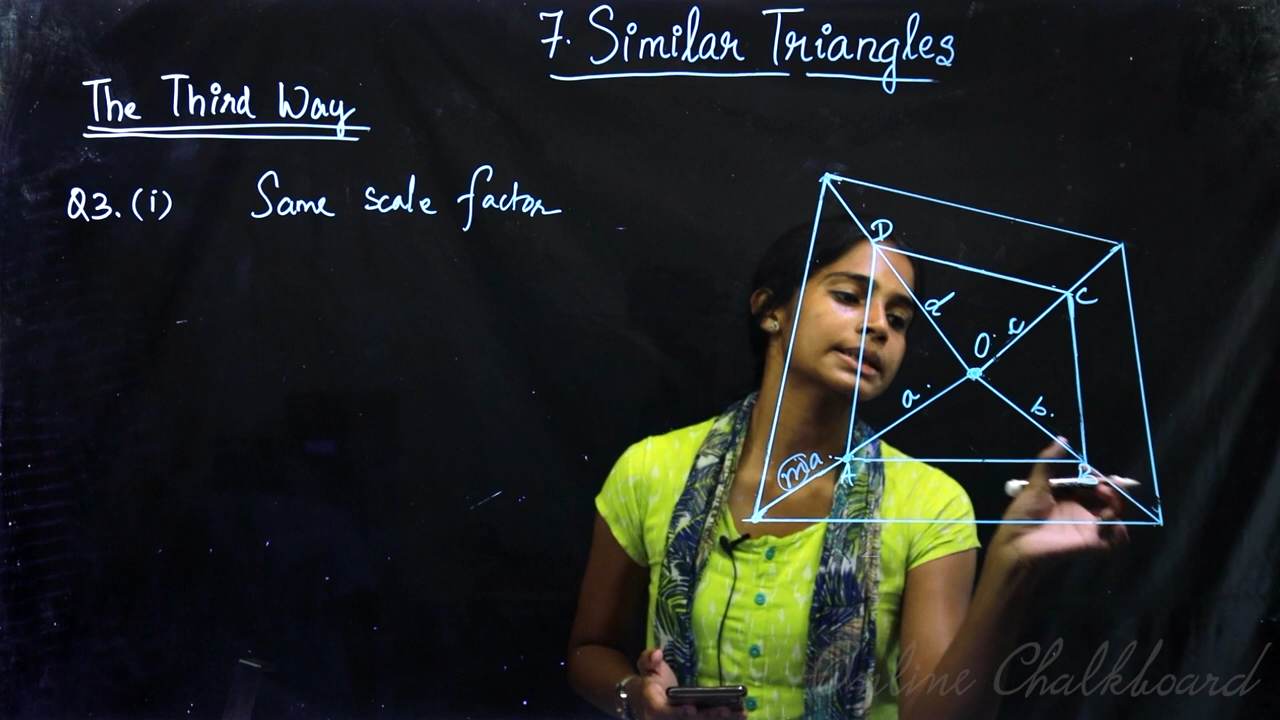 7. Similar Triangles
The Third Way
Q3. (i) Same scale factor
D
C
d
c
O
a
b
ma
A
B
Online Chalkboard